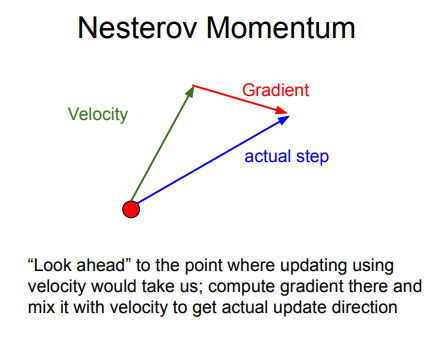 Nesterov Momentum
Gradient
Velocity
actual step
“Look ahead” to the point where updating using
velocity would take us; compute gradient there and
mix it with velocity to get actual update direction